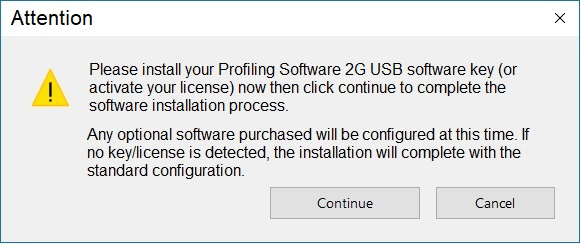 Attention
Please install your Profiling Software 2G USB software key (or
activate your license) now then click continue to complete the
software installation process.
Any optional software purchased will be configured at this time. If
no key/license is detected, the installation will complete with the
standard configuration.
Continue
Cancel